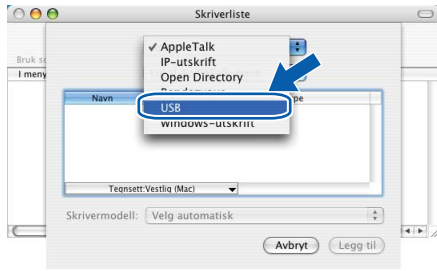 Skriverliste
✓ AppleTalk
IP-utskrift
Bruk
I meny
Open Directory
Navn
USB
Windows-utskrift
Tegnsett:Vestlig (Mac)
Skrivermodell: Velg automatisk
Avbryt Legg til